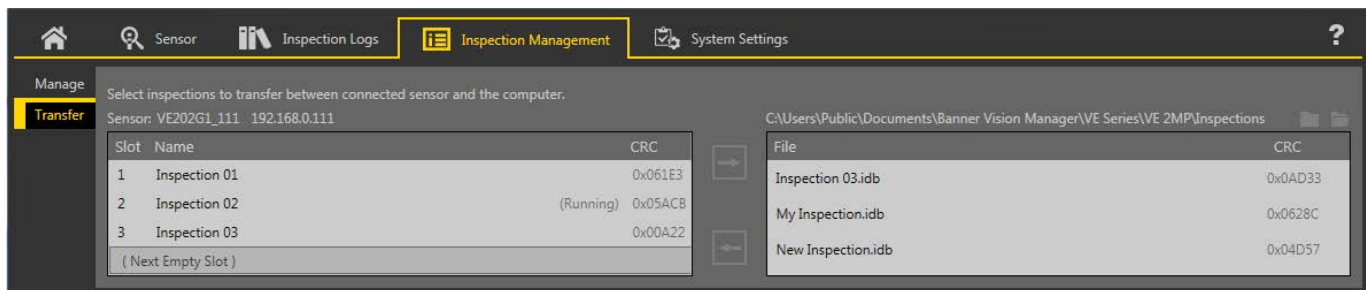 Sensor
Inspection Logs
Inspection Management
System Settings
?
Manage
Transfer
Select inspections to transfer between connected sensor and the computer.
Sensor: VE202G1_111 192.168.0.111
Slot Name CRC
1 Inspection 01 0x061E3
2 Inspection 02 (Running) 0x05ACB
3 Inspection 03 0x00A22
( Next Empty Slot )
C:\Users\Public\Documents\Banner Vision Manager\VE Series\VE 2MP\Inspections
File CRC
Inspection 03.idb 0x0AD33
My Inspection.idb 0x0628C
New Inspection.idb 0x04D57